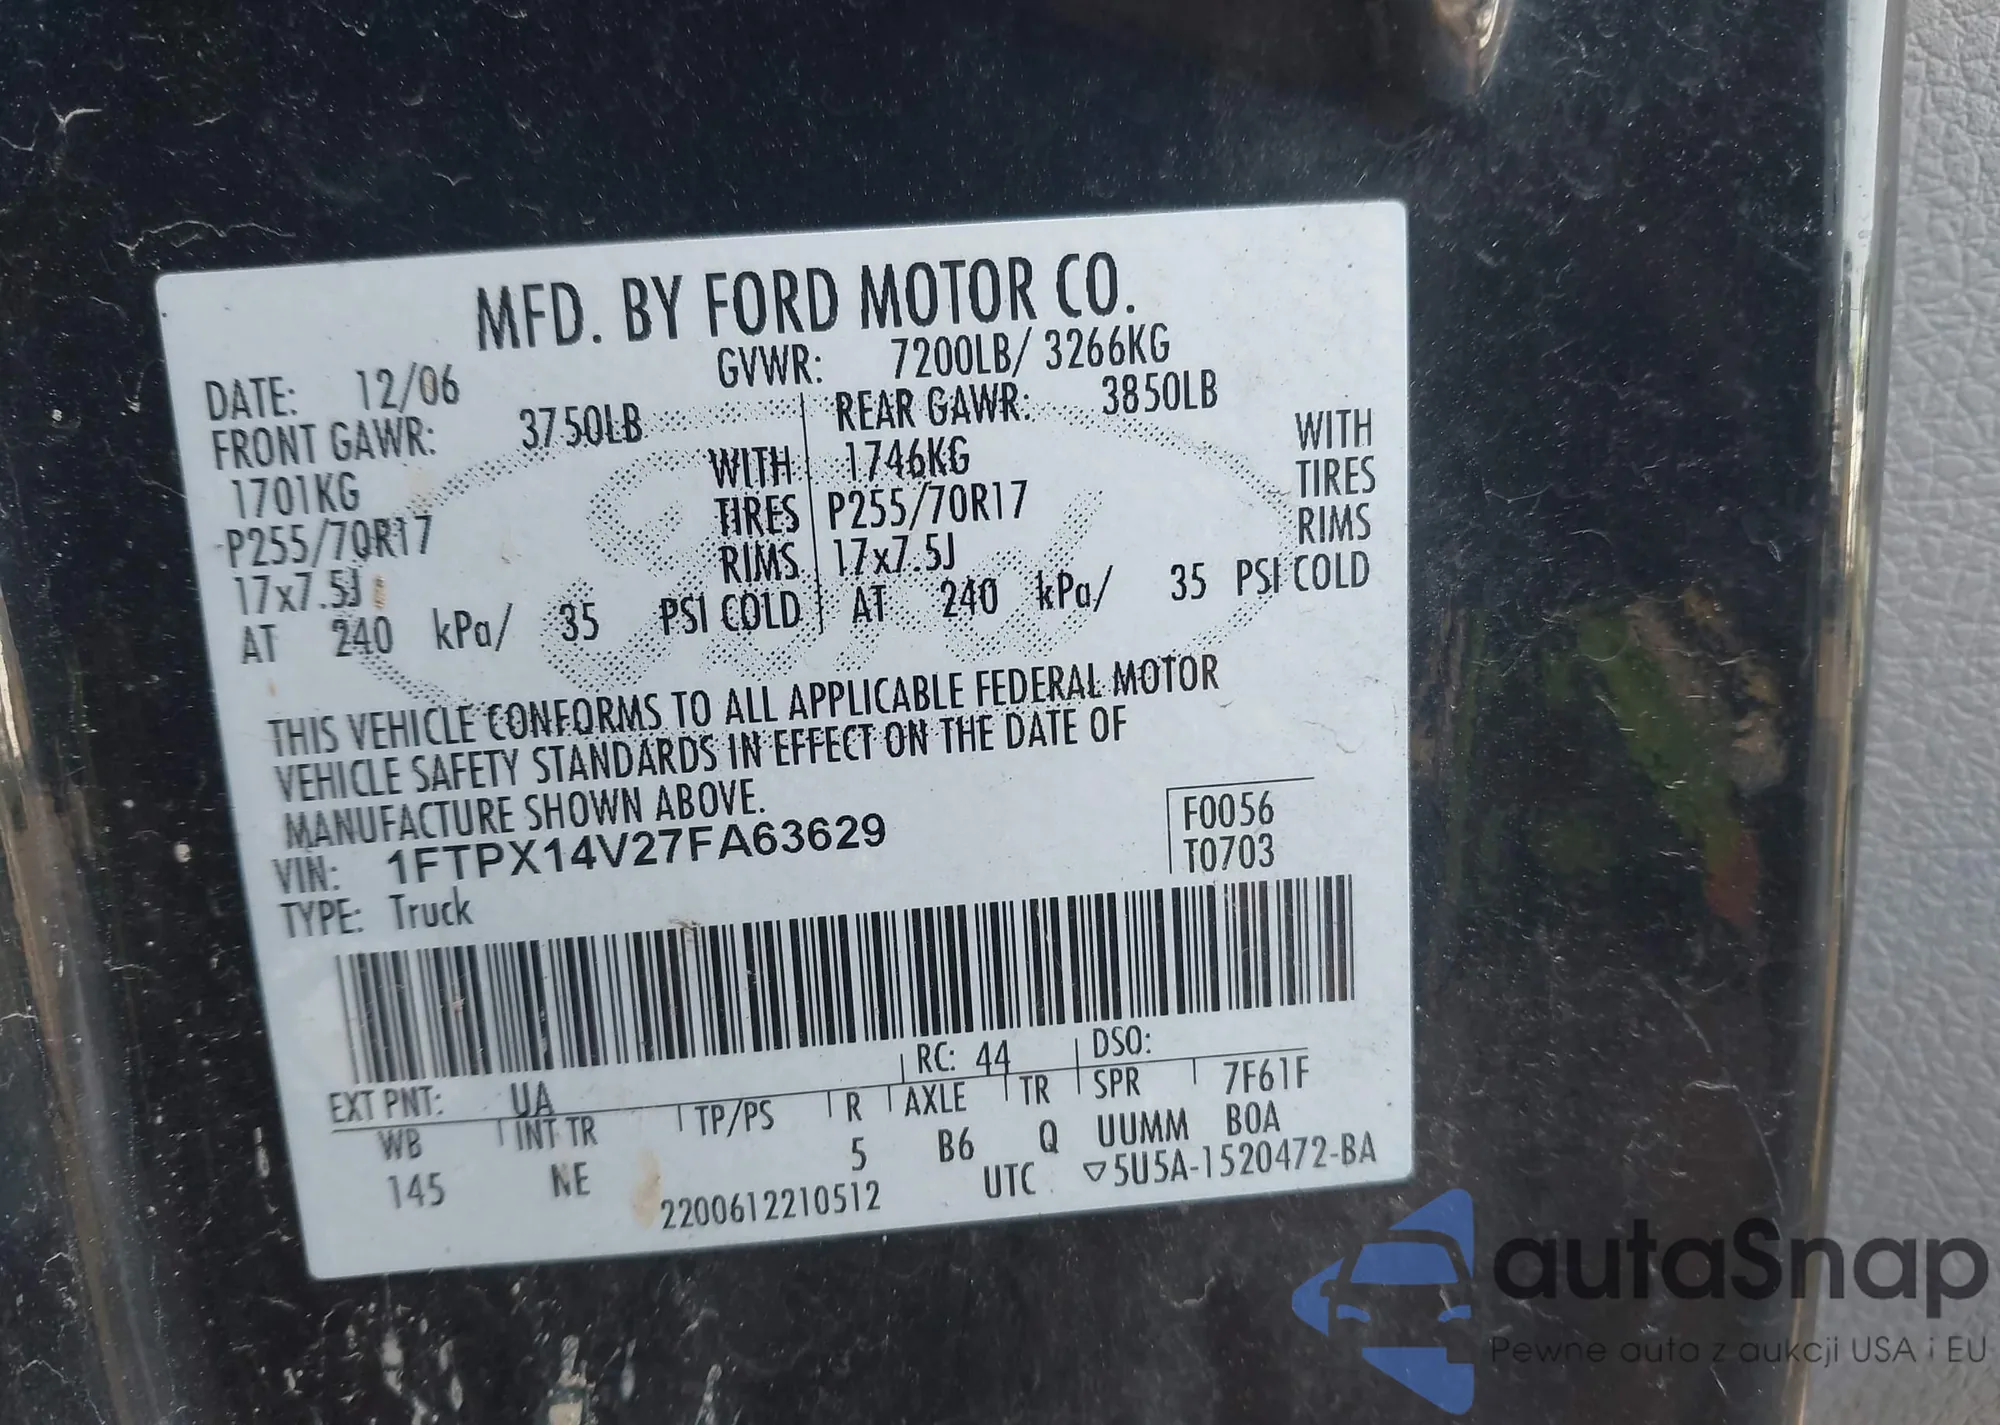 MFD. BY FORD MOTOR CO.
DATE: 12/06 GVWR: 7200LB/ 3266KG
FRONT GAWR: 3750LB REAR GAWR: 3850LB
1701KG WITH 1746KG WITH
P255/70R17 TIRES P255/70R17 TIRES
17x7.5J RIMS 17x7.5J RIMS
AT 240 kPa/ 35 PSI COLD AT 240 kPa/ 35 PSI COLD
THIS VEHICLE CONFORMS TO ALL APPLICABLE FEDERAL MOTOR
VEHICLE SAFETY STANDARDS IN EFFECT ON THE DATE OF
MANUFACTURE SHOWN ABOVE.
VIN: 1FTPX14V27FA63629 F0056
TYPE: Truck T0703
EXT PNT: UA RC: 44 DSO:
WB INT TR TP/PS R AXLE TR SPR 7F61F
145 NE 5 B6 Q UUMM BOA
2200612210512 UTC ▽5U5A-1520472-BA
autaSnap
Pewne auta z aukcji USA i EU